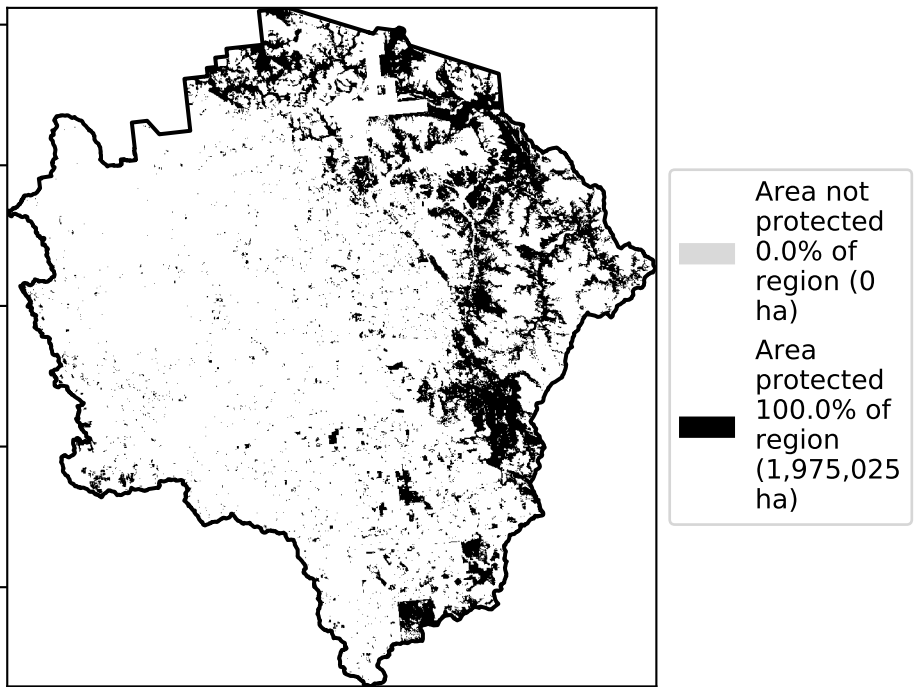 Area not
protected
0.0% of
region (0
ha)
Area
protected
100.0% of
region
(1,975,025
ha)